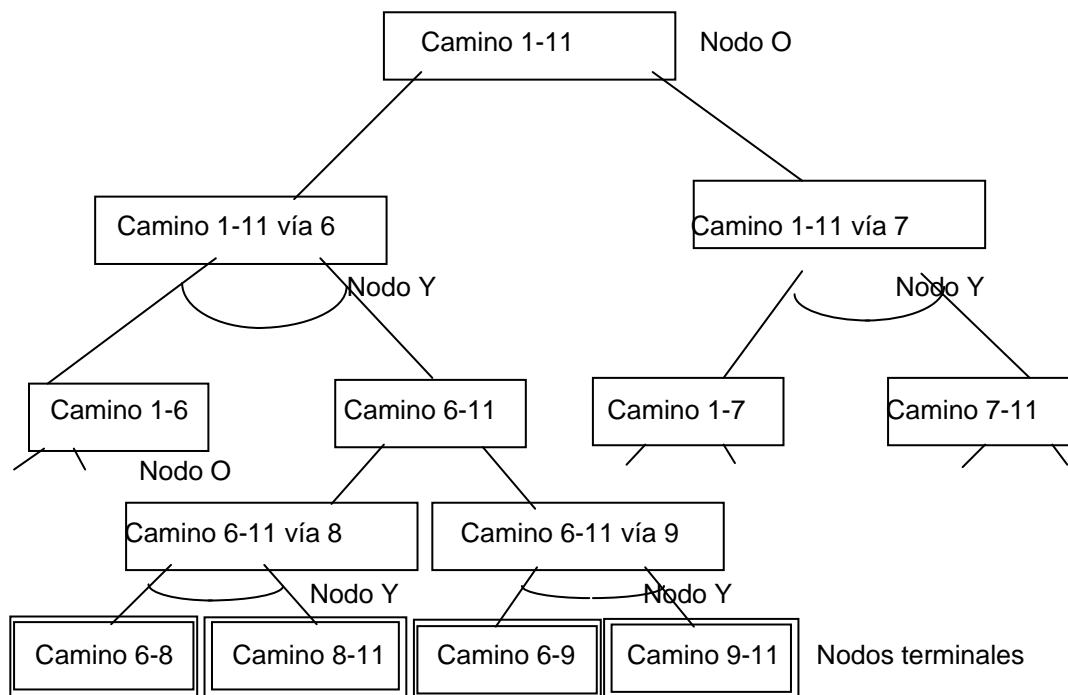 Camino 1-11
Nodo O
Camino 1-11 vía 6
Camino 1-11 vía 7
Nodo Y
Nodo Y
Camino 1-6
Camino 6-11
Camino 1-7
Camino 7-11
Nodo O
Camino 6-11 vía 8
Camino 6-11 vía 9
Nodo Y
Nodo Y
Camino 6-8
Camino 8-11
Camino 6-9
Camino 9-11
Nodos terminales